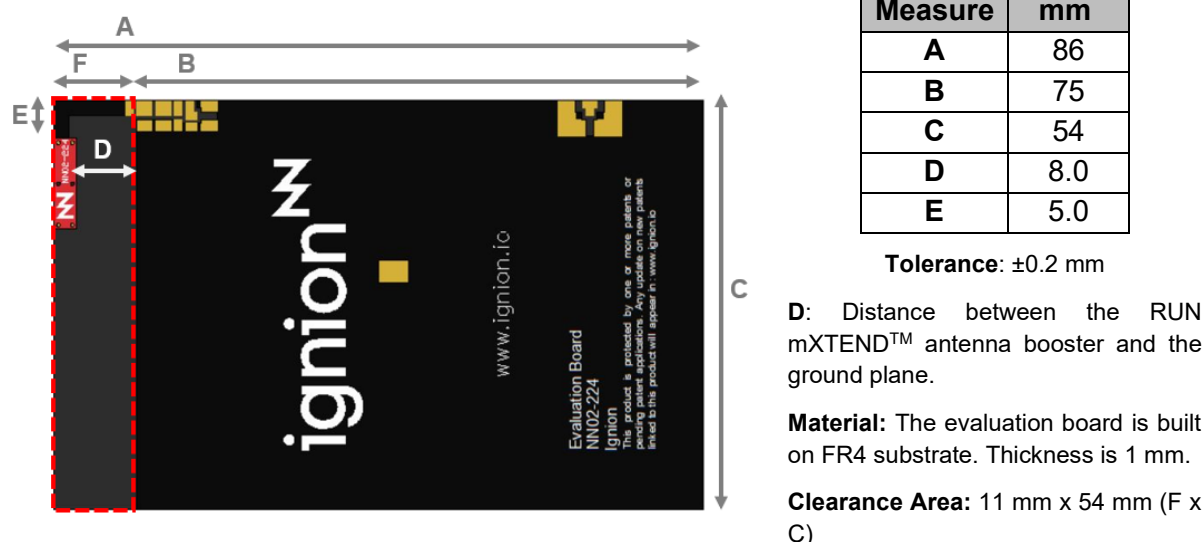 A
F
B
E
D
C
NN02-224
ignion
www.ignion.io
Evaluation Board
NN02-224
Ignion
This product is protected by one or more patents or
pending patent applications. Any update on new patents
linked to this product will appear in : www.ignion.io
Measure mm
A 86
B 75
C 54
D 8.0
E 5.0
Tolerance: ±0.2 mm
D: Distance between the RUN
mXTEND™ antenna booster and the
ground plane.
Material: The evaluation board is built
on FR4 substrate. Thickness is 1 mm.
Clearance Area: 11 mm x 54 mm (F x
C)